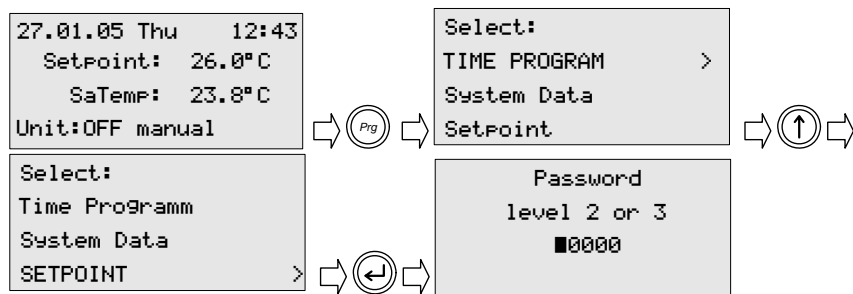 27.01.05 Thu 12:43
Setpoint: 26.0°C
SaTemp: 23.8°C
Unit:OFF manual
Prg
Select:
TIME PROGRAM >
System Data
Setpoint
Select:
Time Programm
System Data
SETPOINT >
Password
level 2 or 3
█0000